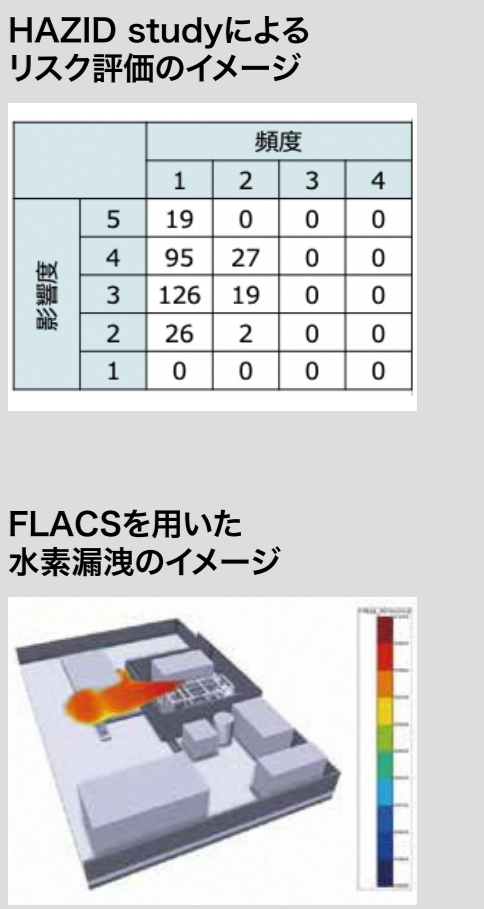 HAZID studyによる
リスク評価のイメージ
頻度
1 2 3 4
影響度
5 19 0 0 0
4 95 27 0 0
3 126 19 0 0
2 26 2 0 0
1 0 0 0 0
FLACSを用いた
水素漏洩のイメージ